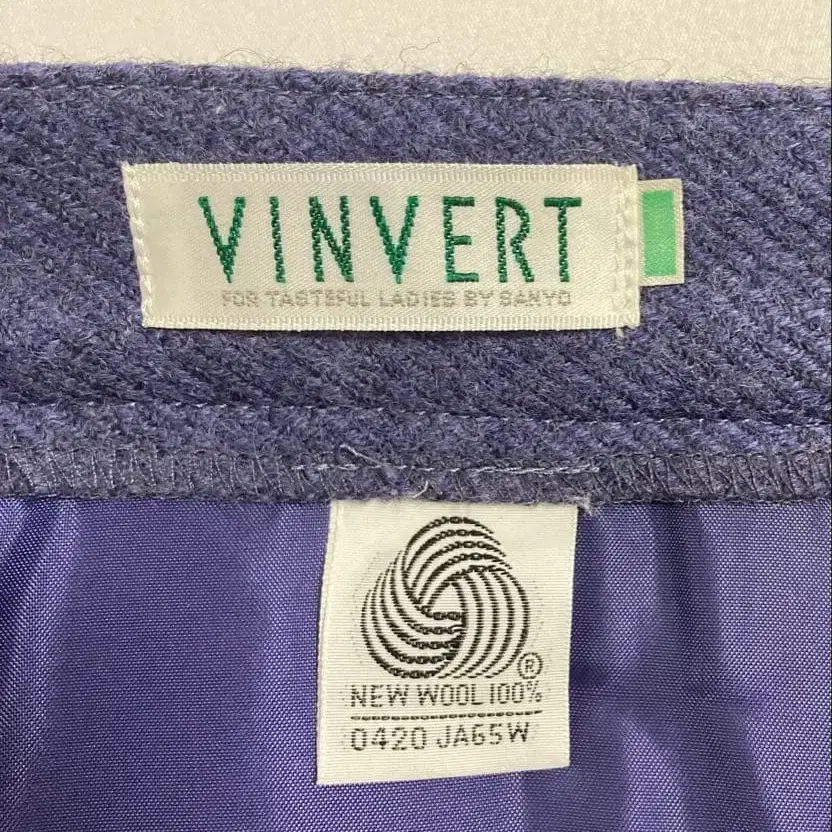 VINVERT
FOR TASTEFUL LADIES BY SANYO
®
NEW WOOL 100%
0420 JA65W